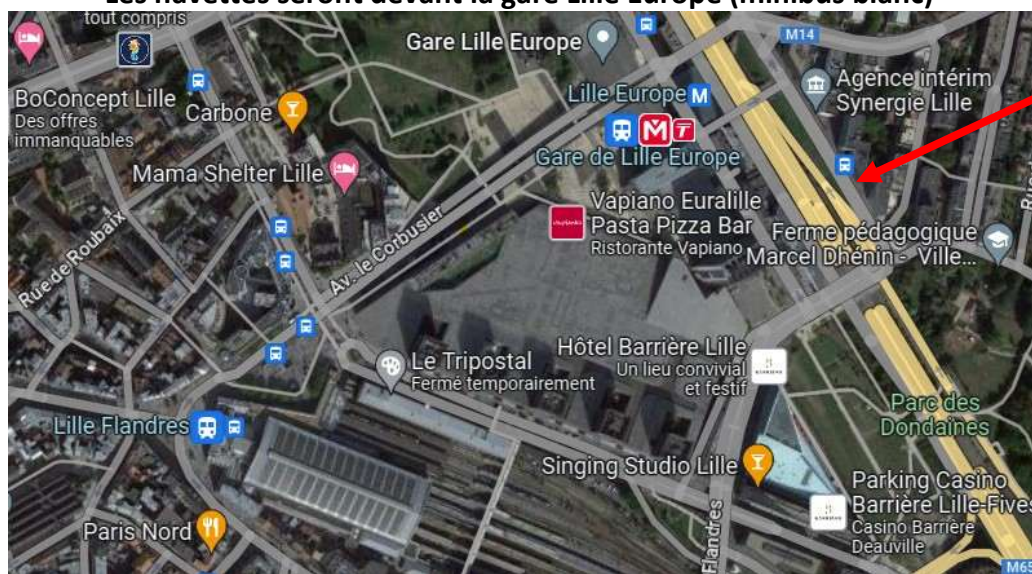 Les navettes seront devant la gare Lille Europe (minibus blanc)
tout compris
Gare Lille Europe
M14
BoConcept Lille
Des offres
immanquables
Carbone
Lille Europe M
Agence intérim
Synergie Lille
M T
Gare de Lille Europe
Mama Shelter Lille
Vapiano Euralille
Pasta Pizza Bar
Ristorante Vapiano
Ferme pédagogique
Marcel Dhénin - Ville...
Rue de Roubaix
Av. le Corbusier
Le Tripostal
Fermé temporairement
Hôtel Barrière Lille
Un lieu convivial
et festif
Parc des
Dondaines
Lille Flandres
Singing Studio Lille
Parking Casino
Barrière Lille-Fives
Casino Barrière
Deauville
Paris Nord
Flandres